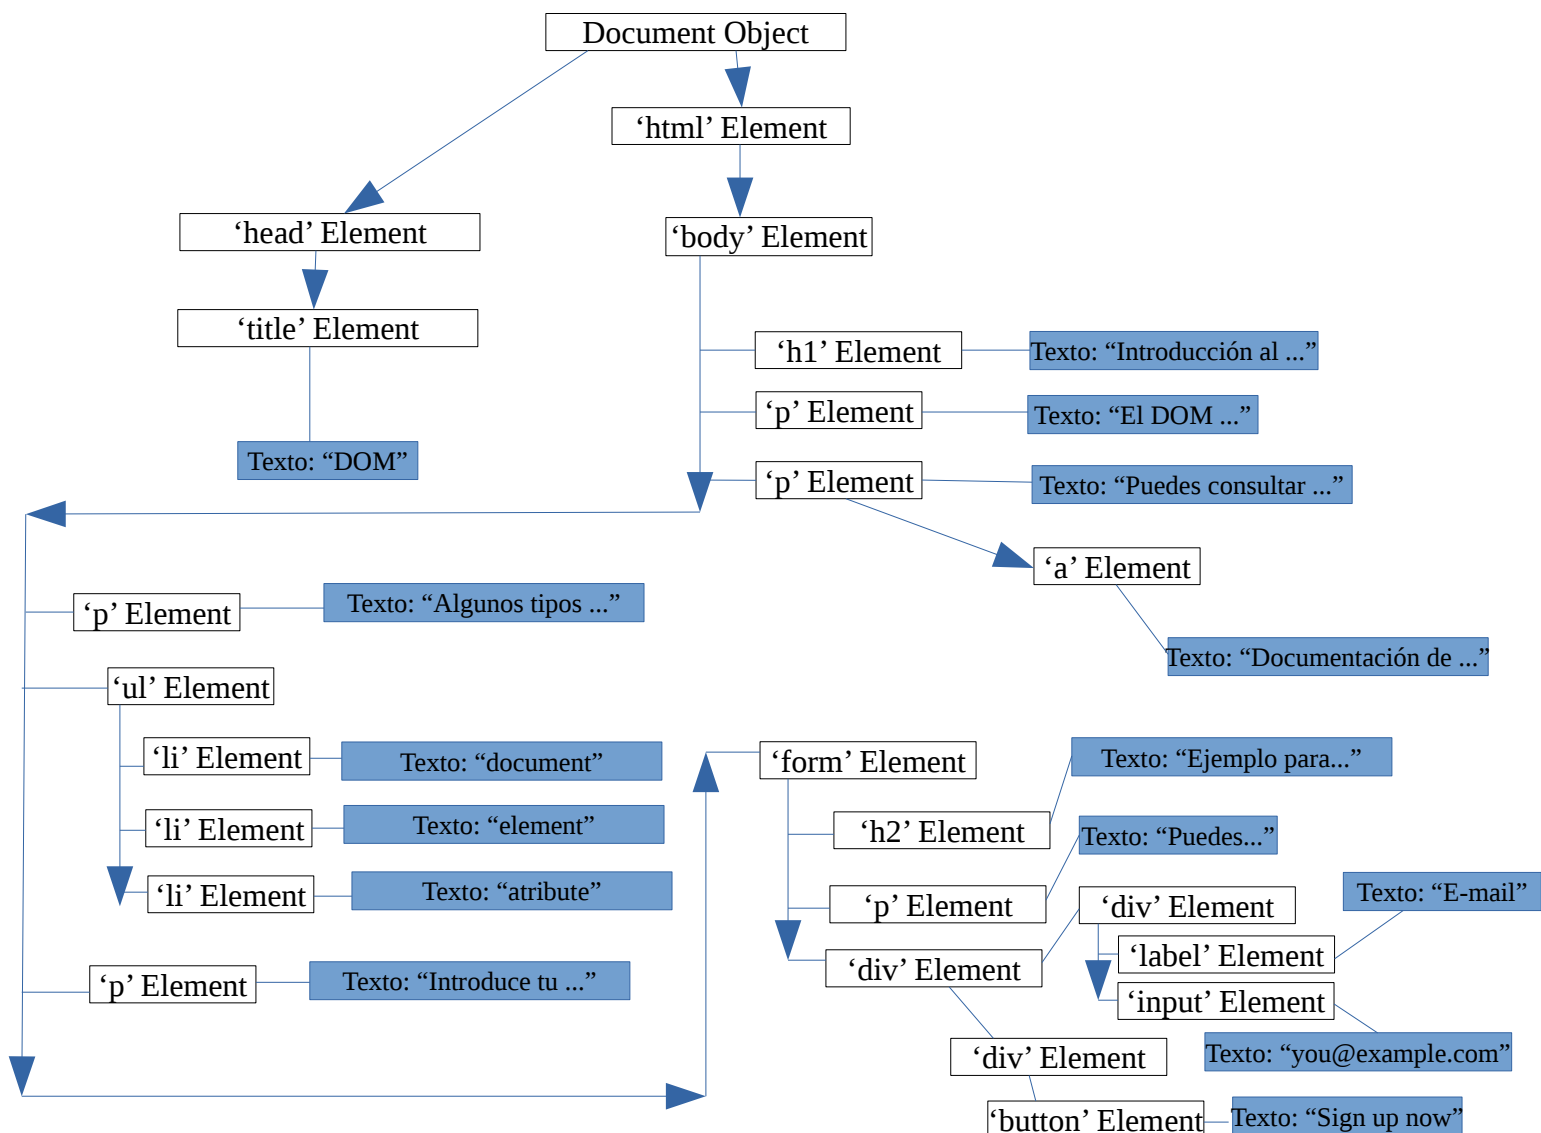 Document Object
‘html’ Element
‘head’ Element
‘body’ Element
‘title’ Element
‘h1’ Element
Texto: “Introducción al ...”
‘p’ Element
Texto: “El DOM ...”
Texto: “DOM”
‘p’ Element
Texto: “Puedes consultar ...”
‘a’ Element
Texto: “Documentación de ...”
‘p’ Element
Texto: “Algunos tipos ...”
‘ul’ Element
‘li’ Element
Texto: “document”
‘li’ Element
Texto: “element”
‘li’ Element
Texto: “atribute”
‘p’ Element
Texto: “Introduce tu ...”
‘form’ Element
Texto: “Ejemplo para...”
‘h2’ Element
Texto: “Puedes...”
‘p’ Element
‘div’ Element
‘div’ Element
Texto: “E-mail”
‘label’ Element
‘input’ Element
Texto: “you@example.com”
‘div’ Element
‘button’ Element
Texto: “Sign up now”